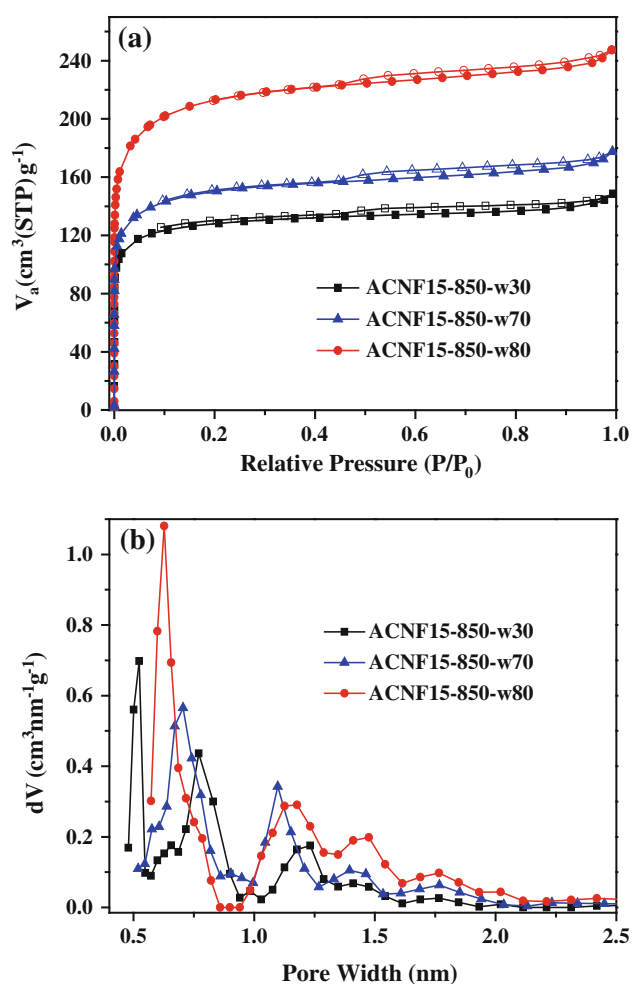 (a)
240
200
160
120
80
40
0
V_a(cm³(STP)g⁻¹
ACNF15-850-w30
ACNF15-850-w70
ACNF15-850-w80
0.0 0.2 0.4 0.6 0.8 1.0
Relative Pressure (P/P₀)
(b)
1.0
0.8
0.6
0.4
0.2
0.0
dV (cm³nm⁻¹g⁻¹)
ACNF15-850-w30
ACNF15-850-w70
ACNF15-850-w80
0.5 1.0 1.5 2.0 2.5
Pore Width (nm)